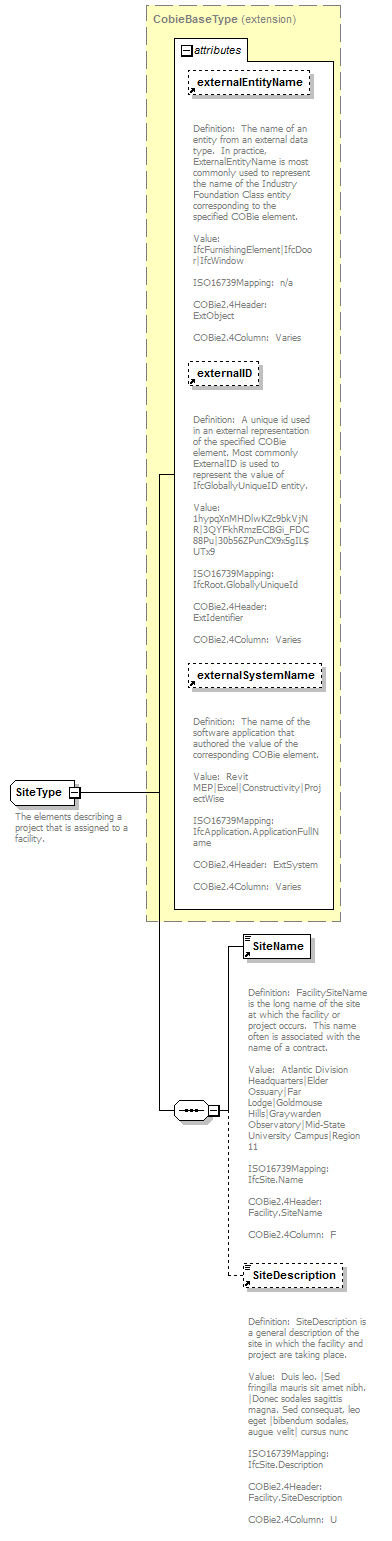 CobieBaseType (extension)
attributes
externalEntityName
Definition:  The name of an
entity from an external data
type.  In practice,
ExternalEntityName is most
commonly used to represent
the name of the Industry
Foundation Class entity
corresponding to the
specified COBie element.
Value:
IfcFurnishingElement|IfcDoo
r|IfcWindow
ISO16739Mapping:  n/a
COBie2.4Header:
ExtObject
COBie2.4Column:  Varies
externalID
Definition:  A unique id used
in an external representation
of the specified COBie
element. Most commonly
ExternalID is used to
represent the value of
IfcGloballyUniqueID entity.
Value:
1hypqXnMHDlwKZc9bkVjN
R|3QYFkhRmzECBGi_FDC
88Pu|30b56ZPunCX9x5gIL$
UTx9
ISO16739Mapping:
IfcRoot.GloballyUniqueId
COBie2.4Header:
ExtIdentifier
COBie2.4Column:  Varies
externalSystemName
Definition:  The name of the
software application that
authored the value of the
corresponding COBie element.
Value:  Revit
MEP|Excel|Constructivity|Proj
ectWise
ISO16739Mapping:
IfcApplication.ApplicationFullN
ame
COBie2.4Header:  ExtSystem
COBie2.4Column:  Varies
SiteType
The elements describing a
project that is assigned to a
facility.
SiteName
Definition:  FacilitySiteName
is the long name of the site
at which the facility or
project occurs.  This name
often is associated with the
name of a contract.
Value:  Atlantic Division
Headquarters|Elder
Ossuary|Far
Lodge|Goldmouse
Hills|Graywarden
Observatory|Mid-State
University Campus|Region
11
ISO16739Mapping:
IfcSite.Name
COBie2.4Header:
Facility.SiteName
COBie2.4Column:  F
SiteDescription
Definition:  SiteDescription is
a general description of the
site in which the facility and
project are taking place.
Value:  Duis leo. |Sed
fringilla mauris sit amet nibh.
|Donec sodales sagittis
magna. Sed consequat, leo
eget |bibendum sodales,
augue velit| cursus nunc
ISO16739Mapping:
IfcSite.Description
COBie2.4Header:
Facility.SiteDescription
COBie2.4Column:  U